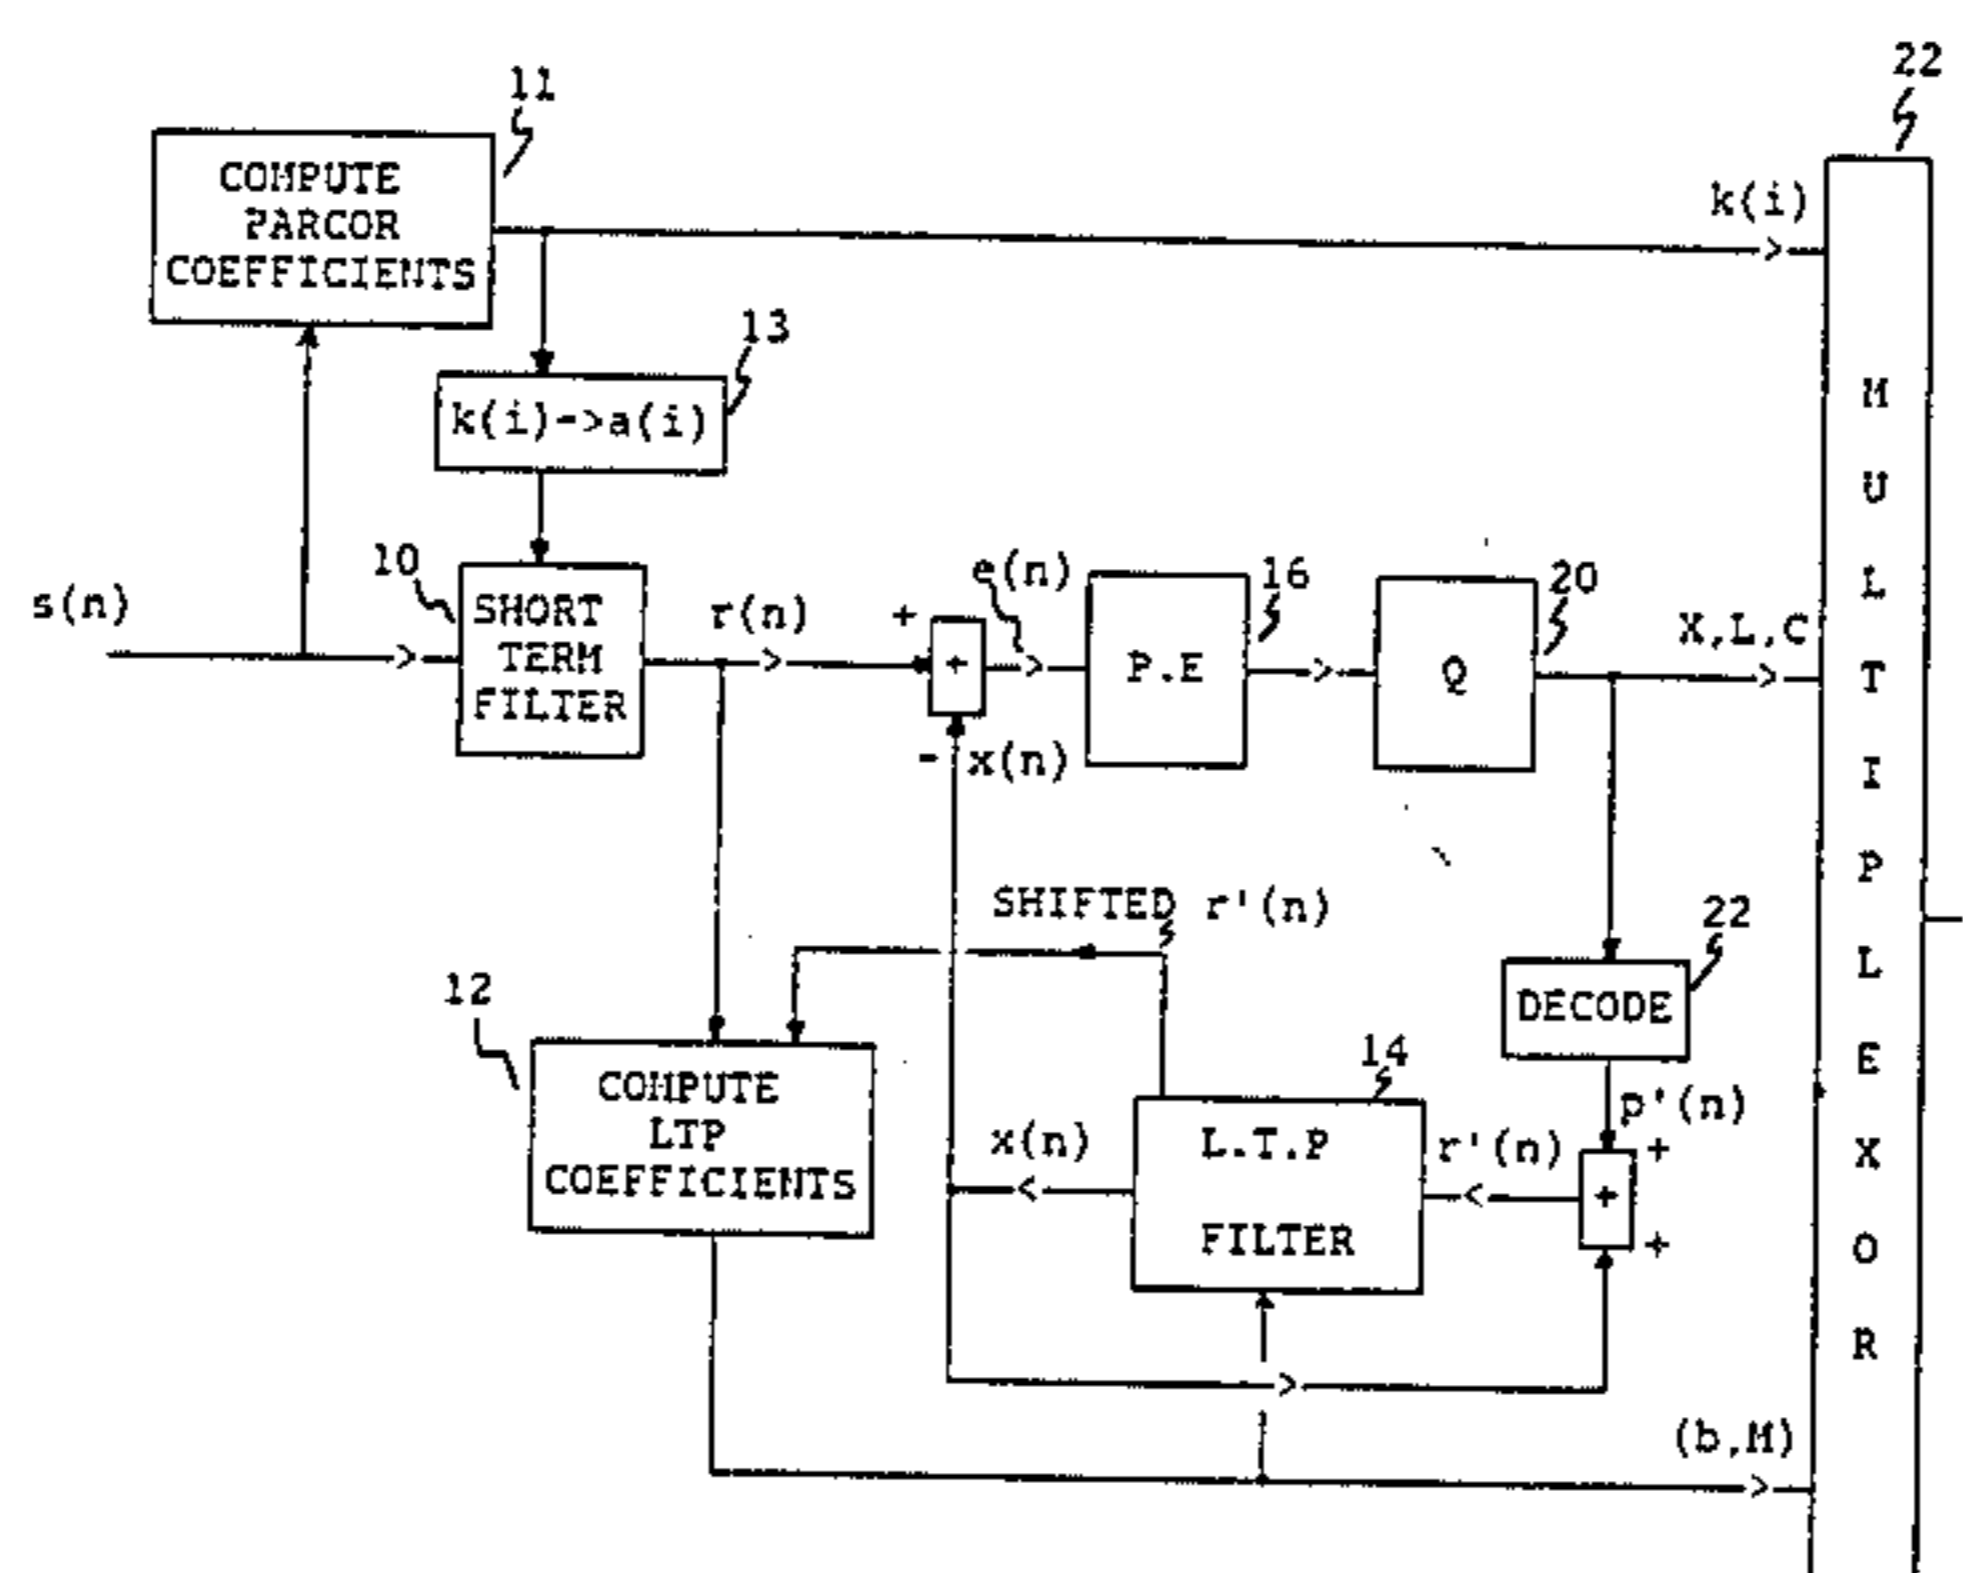 22
11
COMPUTE
PARCOR
COEFFICIENTS
k(i)
13
k(i)->a(i)
10
s(n)
SHORT
TERM
FILTER
r(n)
+
+
- x(n)
e(n)
P.E
16
Q
20
X,L,C
SHIFTED r'(n)
22
DECODE
12
COMPUTE
LTP
COEFFICIENTS
x(n)
14
L.T.P
FILTER
r'(n)
p'(n)
+
+
+
(b,M)
MULTIPLEXOR